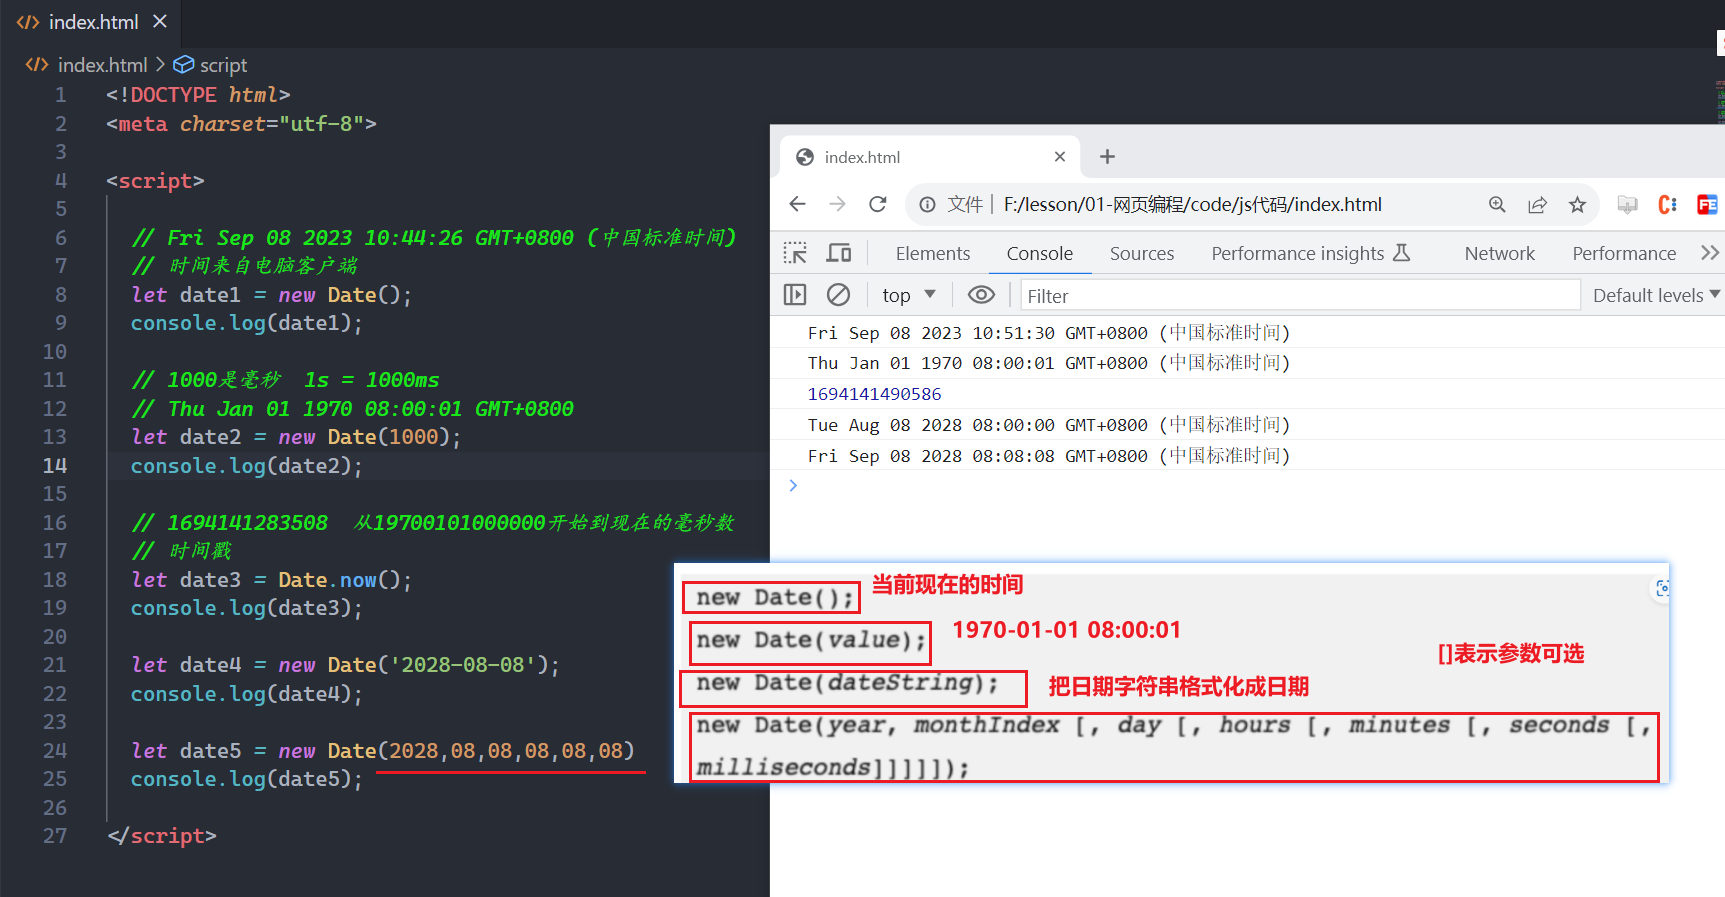 index.html
index.html > script
1 <!DOCTYPE html>
2 <meta charset="utf-8">
3
4 <script>
5
6 // Fri Sep 08 2023 10:44:26 GMT+0800 (中国标准时间)
7 // 时间来自电脑客户端
8 let date1 = new Date();
9 console.log(date1);
10
11 // 1000是毫秒  1s = 1000ms
12 // Thu Jan 01 1970 08:00:01 GMT+0800
13 let date2 = new Date(1000);
14 console.log(date2);
15
16 // 1694141283508  从19700101000000开始到现在的毫秒数
17 // 时间戳
18 let date3 = Date.now();
19 console.log(date3);
20
21 let date4 = new Date('2028-08-08');
22 console.log(date4);
23
24 let date5 = new Date(2028,08,08,08,08,08)
25 console.log(date5);
26
27 </script>
index.html
文件 | F:/lesson/01-网页编程/code/js代码/index.html
Elements Console Sources Performance insights Network Performance
top Filter Default levels
Fri Sep 08 2023 10:51:30 GMT+0800 (中国标准时间)
Thu Jan 01 1970 08:00:01 GMT+0800 (中国标准时间)
1694141490586
Tue Aug 08 2028 08:00:00 GMT+0800 (中国标准时间)
Fri Sep 08 2028 08:08:08 GMT+0800 (中国标准时间)
new Date(); 当前现在的时间
new Date(value); 1970-01-01 08:00:01
[]表示参数可选
new Date(dateString); 把日期字符串格式化成日期
new Date(year, monthIndex [, day [, hours [, minutes [, seconds [,
milliseconds]]]]]);